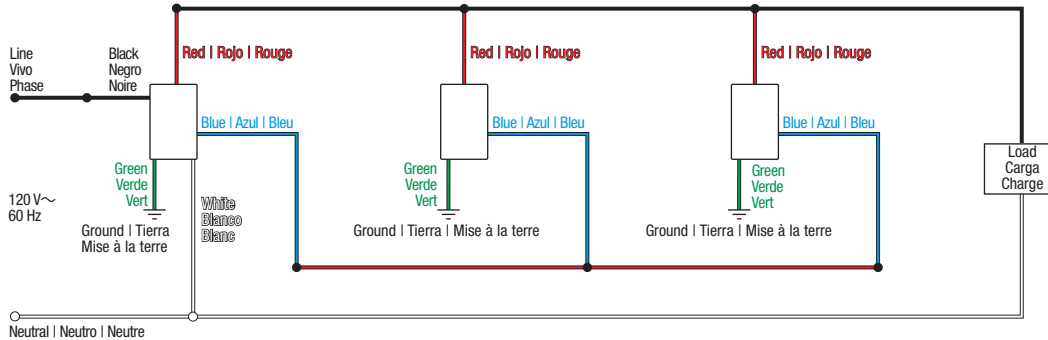 Line
Vivo
Phase
Black
Negro
Noire
Red | Rojo | Rouge
Red | Rojo | Rouge
Red | Rojo | Rouge
Blue | Azul | Bleu
Blue | Azul | Bleu
Blue | Azul | Bleu
Load
Carga
Charge
Green
Verde
Vert
Green
Verde
Vert
Green
Verde
Vert
120 V~
60 Hz
White
Blanco
Blanc
Ground | Tierra
Mise à la terre
Ground | Tierra | Mise à la terre
Ground | Tierra | Mise à la terre
Neutral | Neutro | Neutre